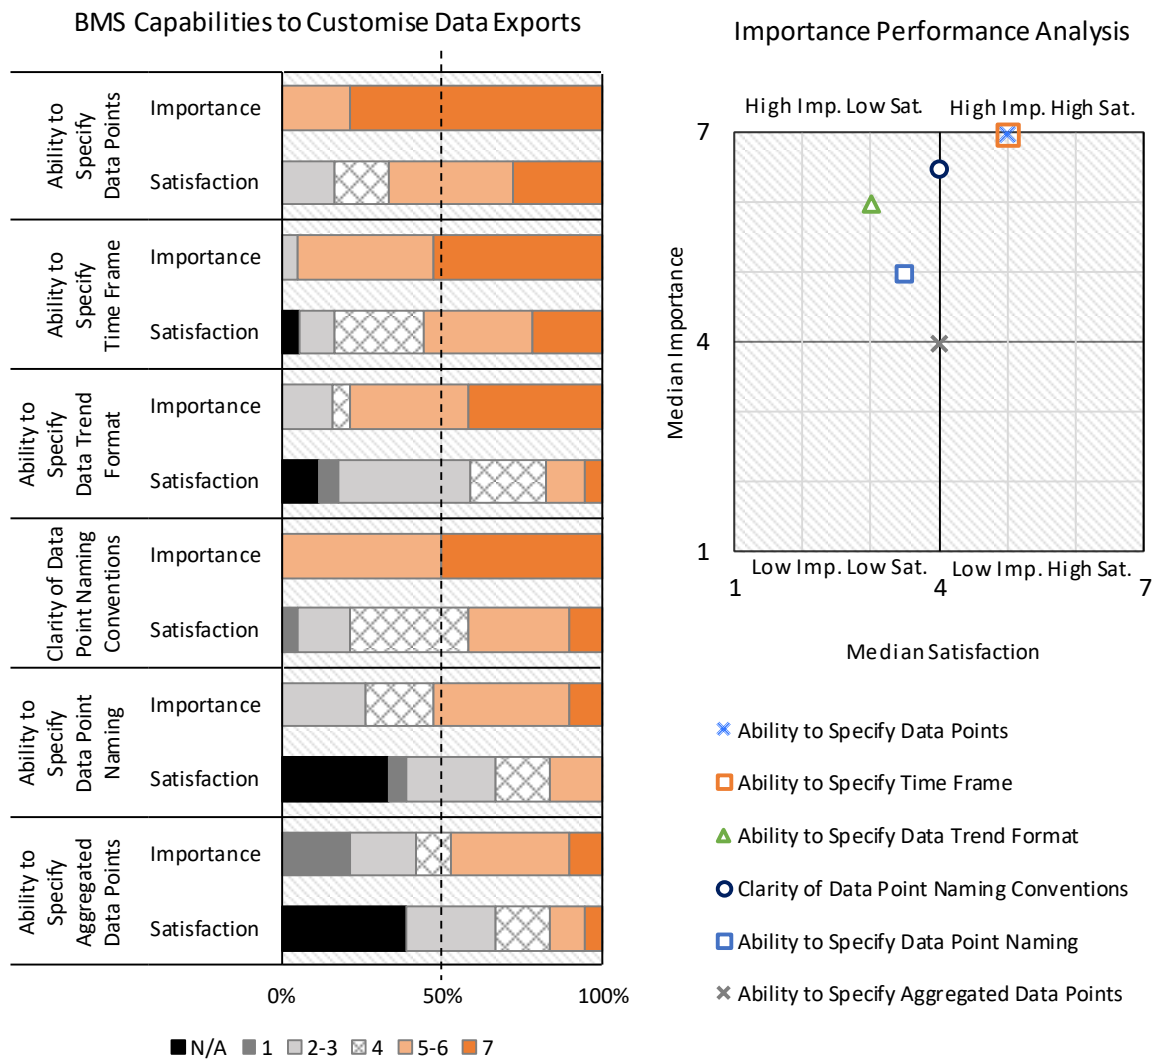 BMS Capabilities to Customise Data Exports
Ability to
Specify
Data Points
Importance
Satisfaction
Ability to
Specify
Time Frame
Importance
Satisfaction
Ability to
Specify
Data Trend
Format
Importance
Satisfaction
Clarity of Data
Point Naming
Conventions
Importance
Satisfaction
Ability to
Specify
Data Point
Naming
Importance
Satisfaction
Ability to
Specify
Aggregated
Data Points
Importance
Satisfaction
0% 50% 100%
N/A 1 2-3 4 5-6 7
Importance Performance Analysis
High Imp. Low Sat. High Imp. High Sat.
7
4
1
Median Importance
Low Imp. Low Sat. Low Imp. High Sat.
1 4 7
Median Satisfaction
Ability to Specify Data Points
Ability to Specify Time Frame
Ability to Specify Data Trend Format
Clarity of Data Point Naming Conventions
Ability to Specify Data Point Naming
Ability to Specify Aggregated Data Points